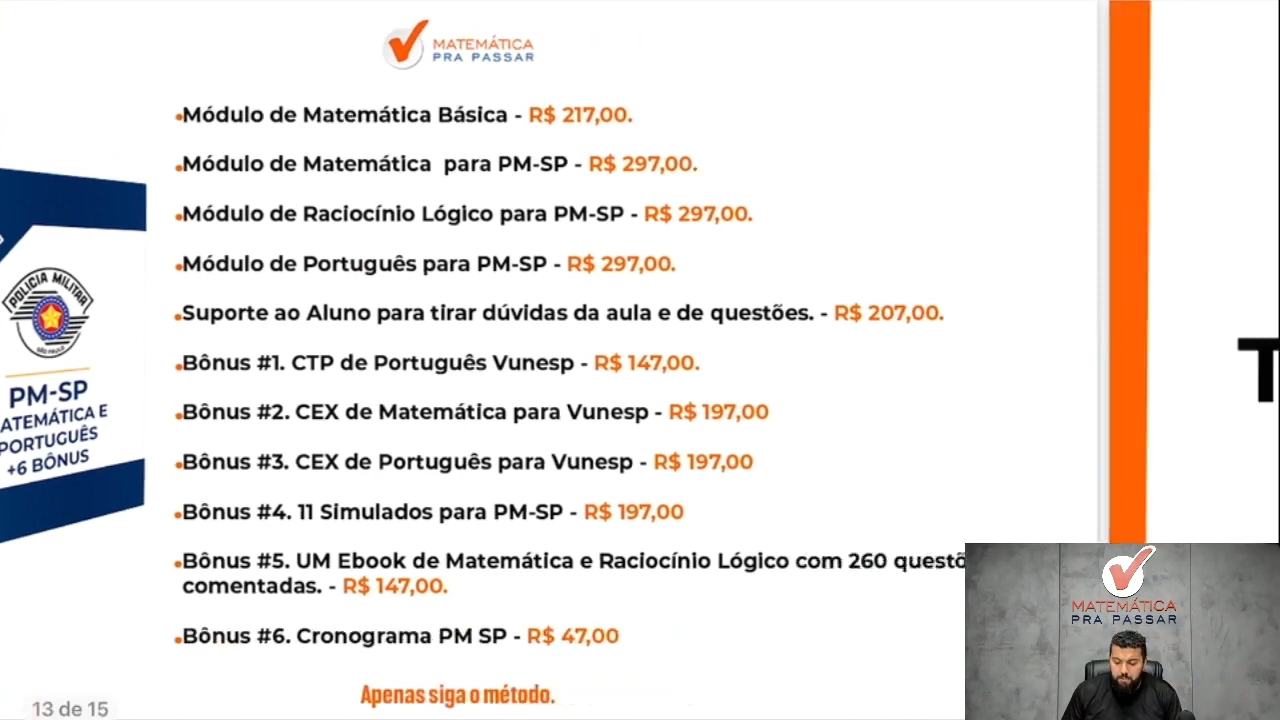 MATEMÁTICA
PRA PASSAR
•Módulo de Matemática Básica - R$ 217,00.
•Módulo de Matemática para PM-SP - R$ 297,00.
•Módulo de Raciocínio Lógico para PM-SP - R$ 297,00.
•Módulo de Português para PM-SP - R$ 297,00.
•Suporte ao Aluno para tirar dúvidas da aula e de questões. - R$ 207,00.
•Bônus #1. CTP de Português Vunesp - R$ 147,00.
•Bônus #2. CEX de Matemática para Vunesp - R$ 197,00
•Bônus #3. CEX de Português para Vunesp - R$ 197,00
•Bônus #4. 11 Simulados para PM-SP - R$ 197,00
•Bônus #5. UM Ebook de Matemática e Raciocínio Lógico com 260 questõ
comentadas. - R$ 147,00.
•Bônus #6. Cronograma PM SP - R$ 47,00
Apenas siga o método.
13 de 15
POLICIA MILITAR
SÃO PAULO
PM-SP
ATEMÁTICA E
PORTUGUÊS
+6 BÔNUS
T
MATEMÁTICA
PRA PASSAR